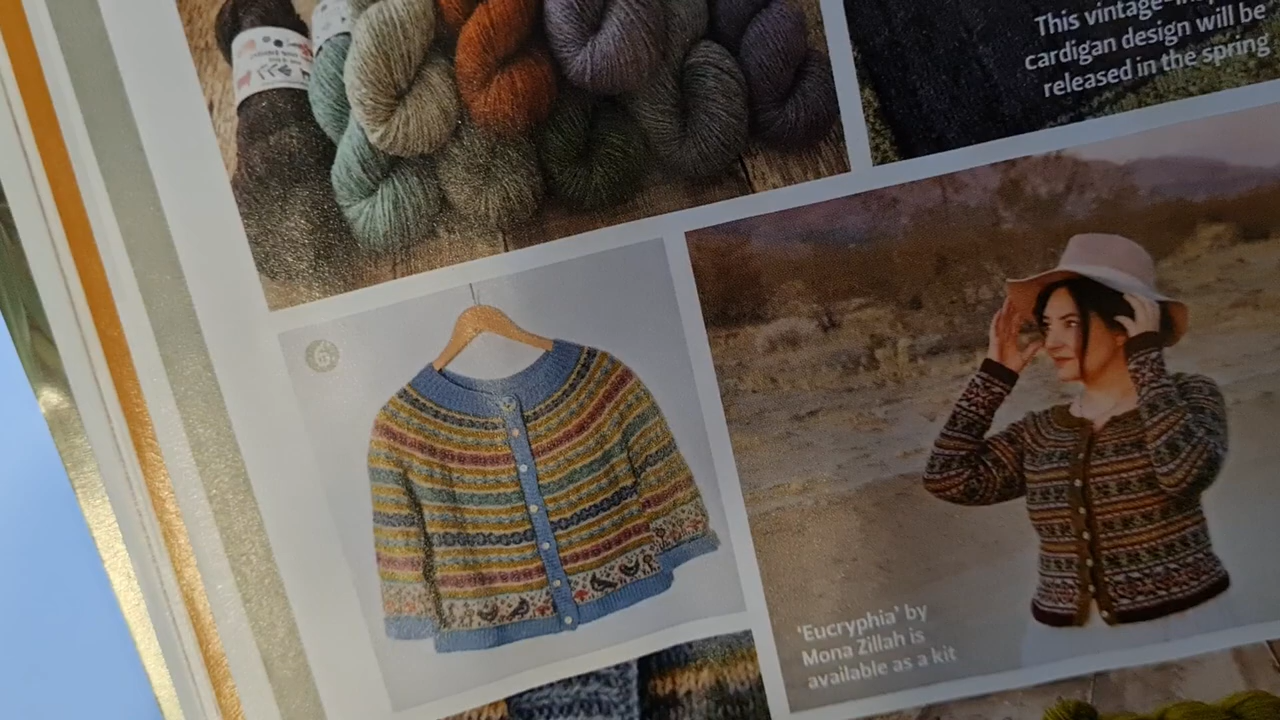 This vintage-
cardigan design will be
released in the spring
‘Eucryphia’ by
Mona Zillah is
available as a kit